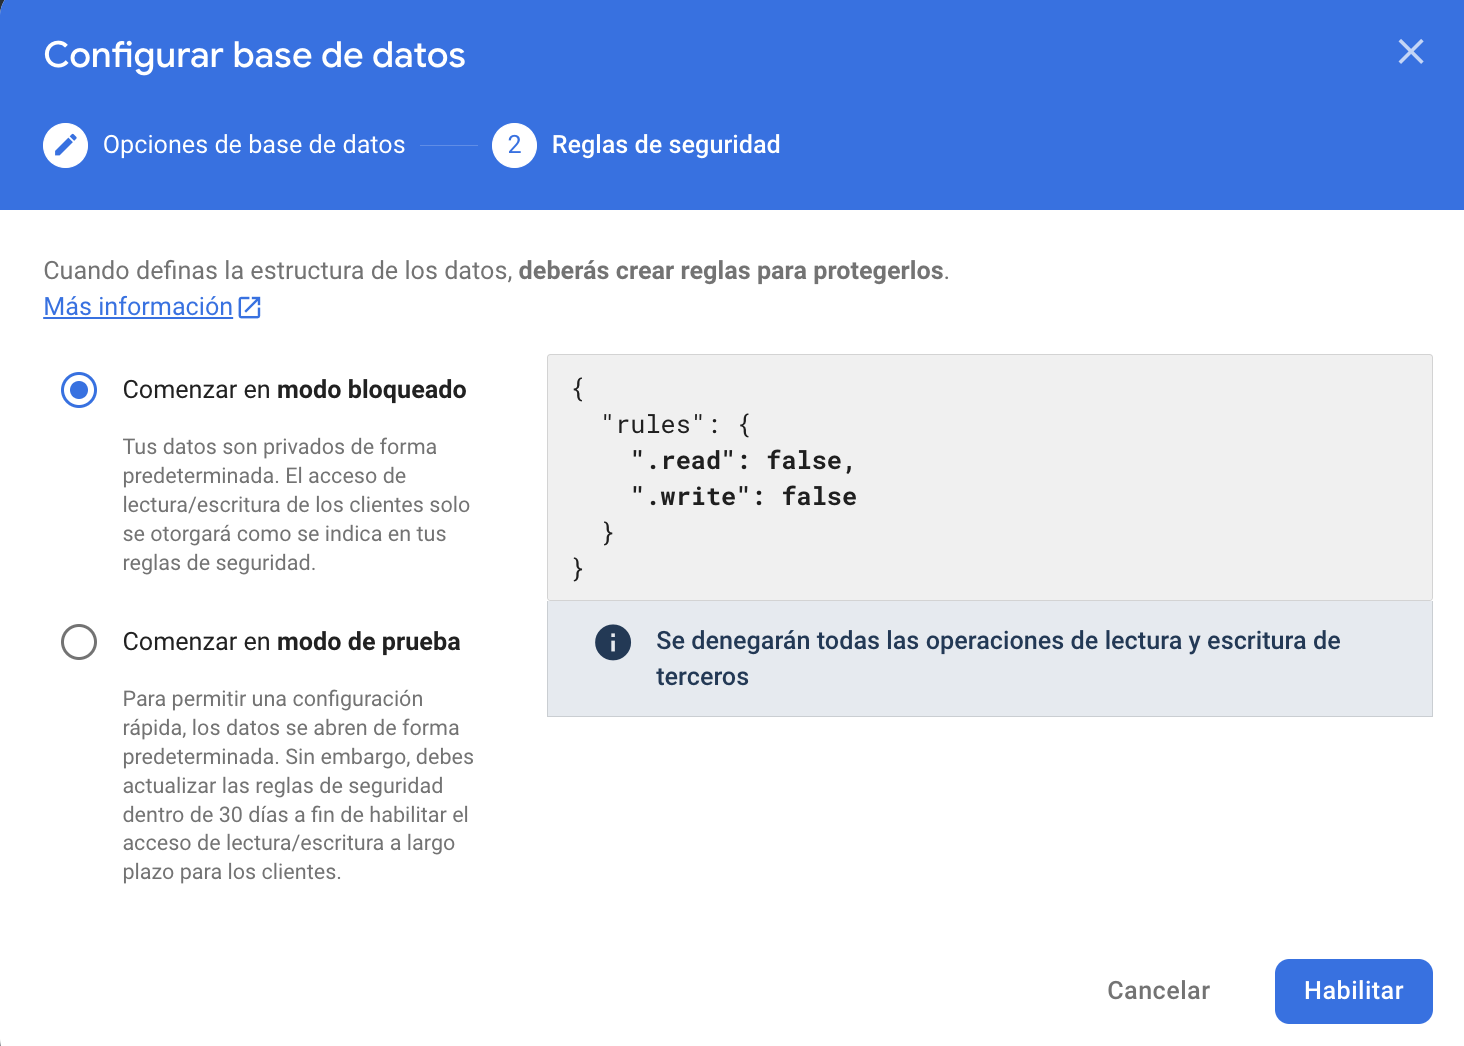 Configurar base de datos
Opciones de base de datos
2 Reglas de seguridad
Cuando definas la estructura de los datos, deberás crear reglas para protegerlos.
Más información
Comenzar en modo bloqueado
Tus datos son privados de forma
predeterminada. El acceso de
lectura/escritura de los clientes solo
se otorgará como se indica en tus
reglas de seguridad.
Comenzar en modo de prueba
Para permitir una configuración
rápida, los datos se abren de forma
predeterminada. Sin embargo, debes
actualizar las reglas de seguridad
dentro de 30 días a fin de habilitar el
acceso de lectura/escritura a largo
plazo para los clientes.
{
  "rules": {
    ".read": false,
    ".write": false
  }
}
Se denegarán todas las operaciones de lectura y escritura de
terceros
Cancelar
Habilitar